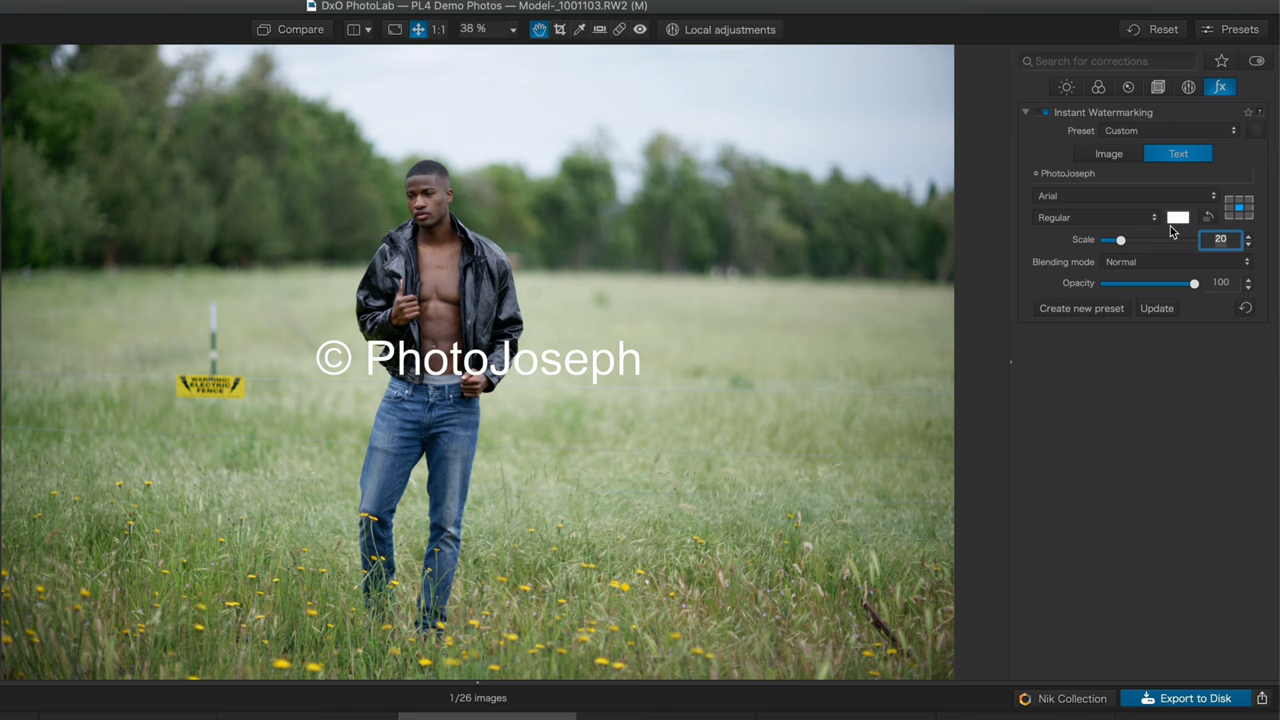 DxO PhotoLab — PL4 Demo Photos — Model-_1001103.RW2 (M)
Compare
1:1
38 %
Local adjustments
Reset
Presets
Search for corrections
fx
Instant Watermarking
?
Preset
Custom
Image
Text
© PhotoJoseph
Arial
Regular
Scale
20
Blending mode
Normal
Opacity
100
Create new preset
Update
© PhotoJoseph
WARNING!
ELECTRIC
FENCE
1/26 images
Nik Collection
Export to Disk